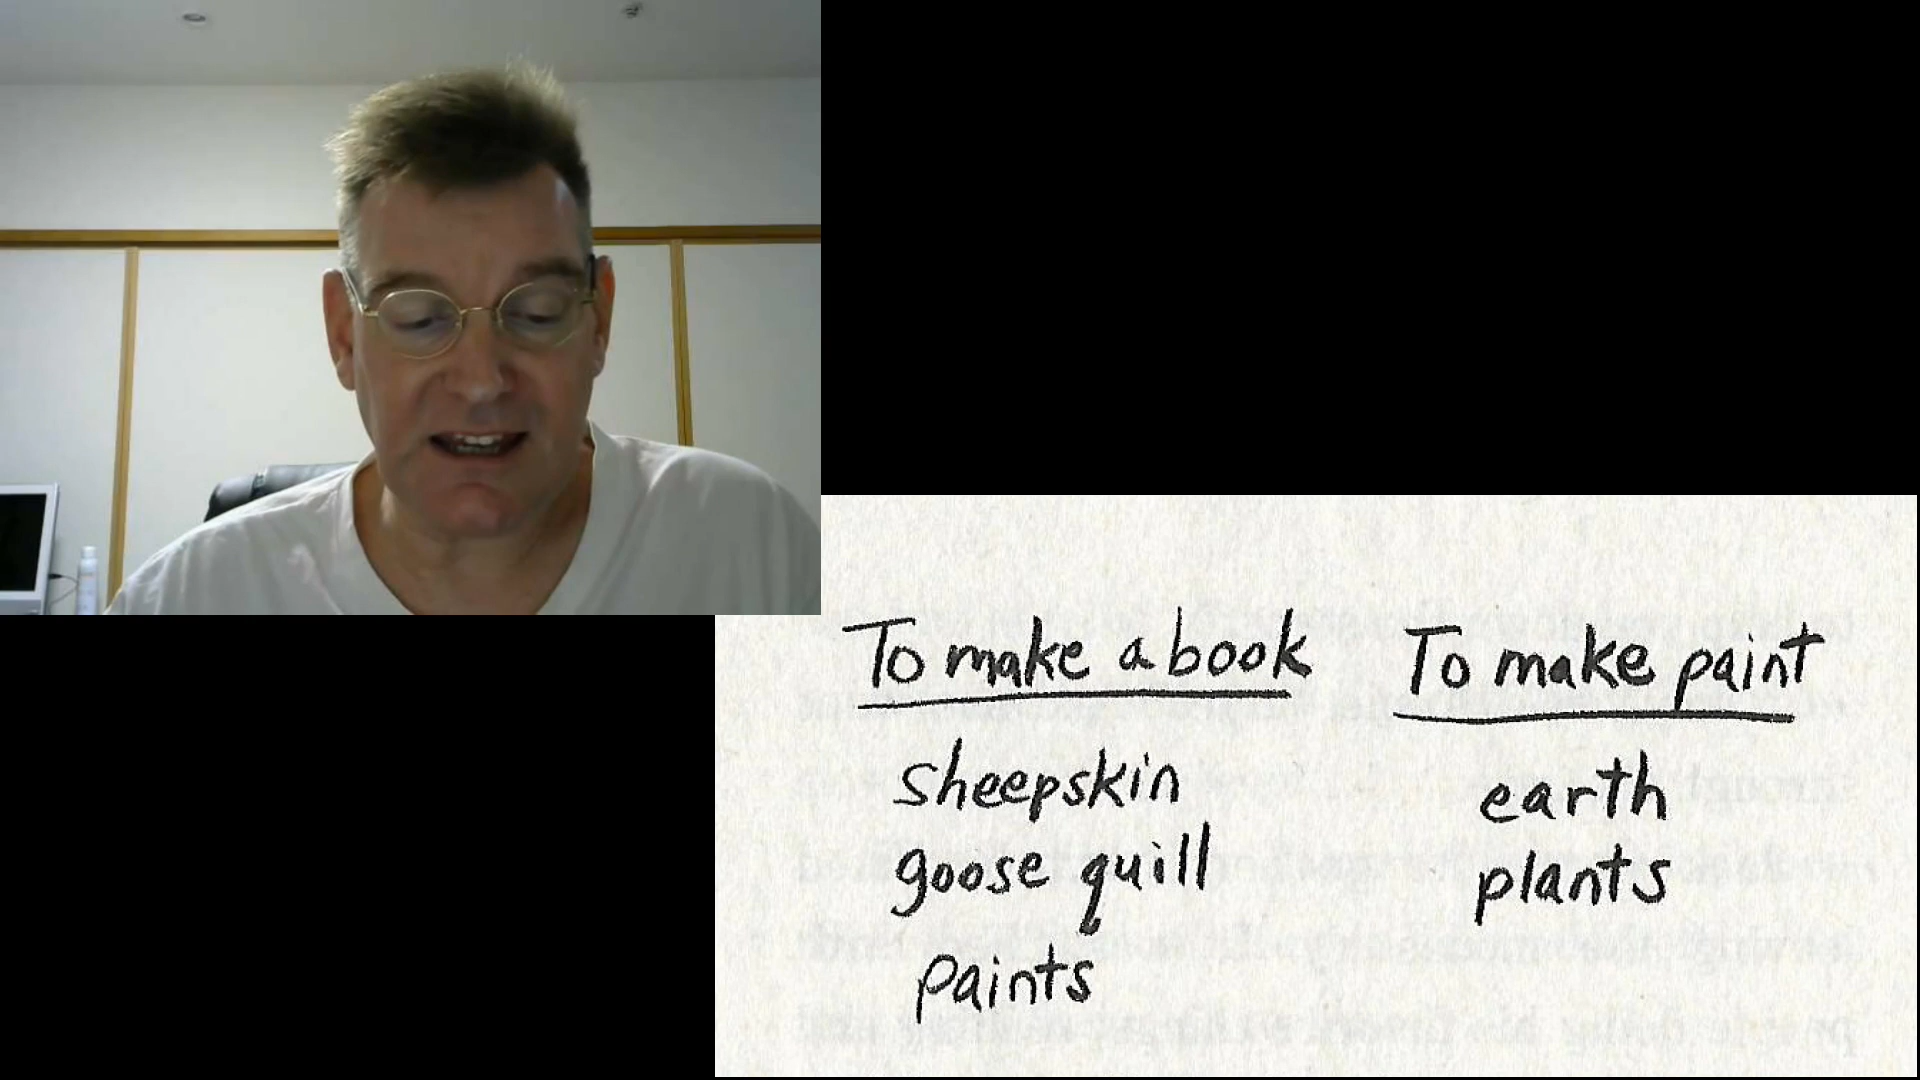 To make a book
sheepskin
goose quill
paints
To make paint
earth
plants